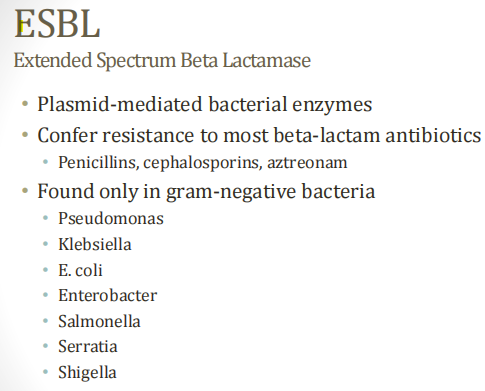 ESBL
Extended Spectrum Beta Lactamase
• Plasmid-mediated bacterial enzymes
• Confer resistance to most beta-lactam antibiotics
• Penicillins, cephalosporins, aztreonam
• Found only in gram-negative bacteria
• Pseudomonas
• Klebsiella
• E. coli
• Enterobacter
• Salmonella
• Serratia
• Shigella